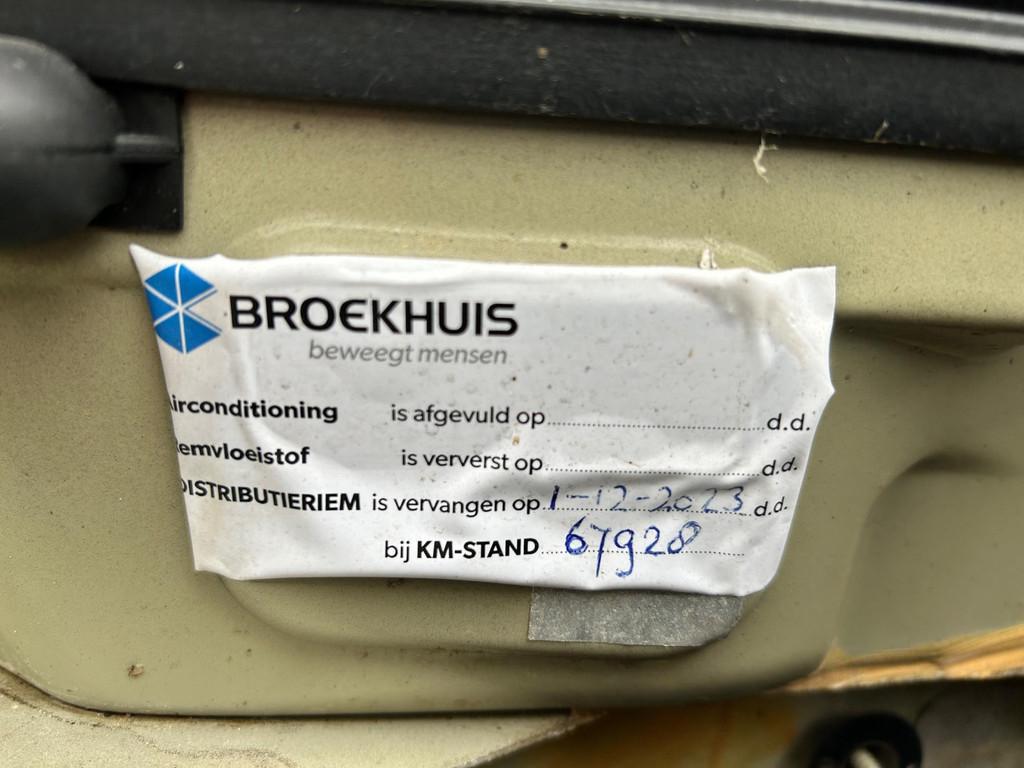 BROEKHUIS
beweegt mensen
irconditioning is afgevuld op....................d.d.
emvloeistof is ververst op....................d.d.
DISTRIBUTIERIEM is vervangen op 1-12-2023 d.d.
bij KM-STAND 67928